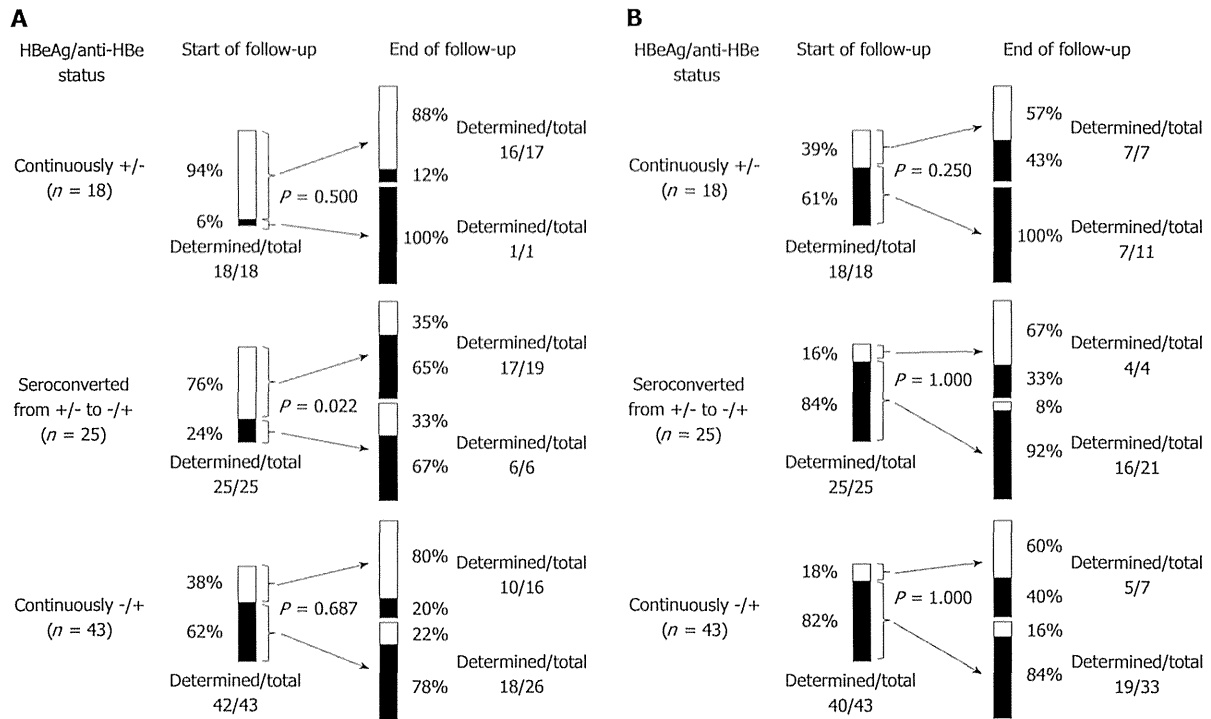 A
HBeAg/anti-HBe
status
Start of follow-up
End of follow-up
Continuously +/-
(n = 18)
94%
6%
P = 0.500
Determined/total
18/18
88%
12%
Determined/total
16/17
100%
Determined/total
1/1
Seroconverted
from +/- to -/+
(n = 25)
76%
24%
P = 0.022
Determined/total
25/25
35%
65%
Determined/total
17/19
33%
67%
Determined/total
6/6
Continuously -/+
(n = 43)
38%
62%
P = 0.687
Determined/total
42/43
80%
20%
Determined/total
10/16
22%
78%
Determined/total
18/26
B
HBeAg/anti-HBe
status
Start of follow-up
End of follow-up
Continuously +/-
(n = 18)
39%
61%
P = 0.250
Determined/total
18/18
57%
43%
Determined/total
7/7
100%
Determined/total
7/11
Seroconverted
from +/- to -/+
(n = 25)
16%
84%
P = 1.000
Determined/total
25/25
67%
33%
Determined/total
4/4
8%
92%
Determined/total
16/21
Continuously -/+
(n = 43)
18%
82%
P = 1.000
Determined/total
40/43
60%
40%
Determined/total
5/7
16%
84%
Determined/total
19/33